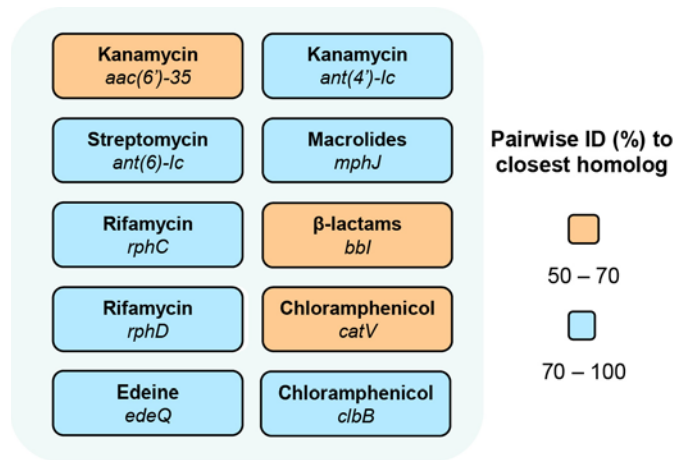 Kanamycin
aac(6')-35
Kanamycin
ant(4')-Ic
Streptomycin
ant(6)-Ic
Macrolides
mphJ
Rifamycin
rphC
β-lactams
bbI
Rifamycin
rphD
Chloramphenicol
catV
Edeine
edeQ
Chloramphenicol
clbB
Pairwise ID (%) to
closest homolog
50 – 70
70 – 100